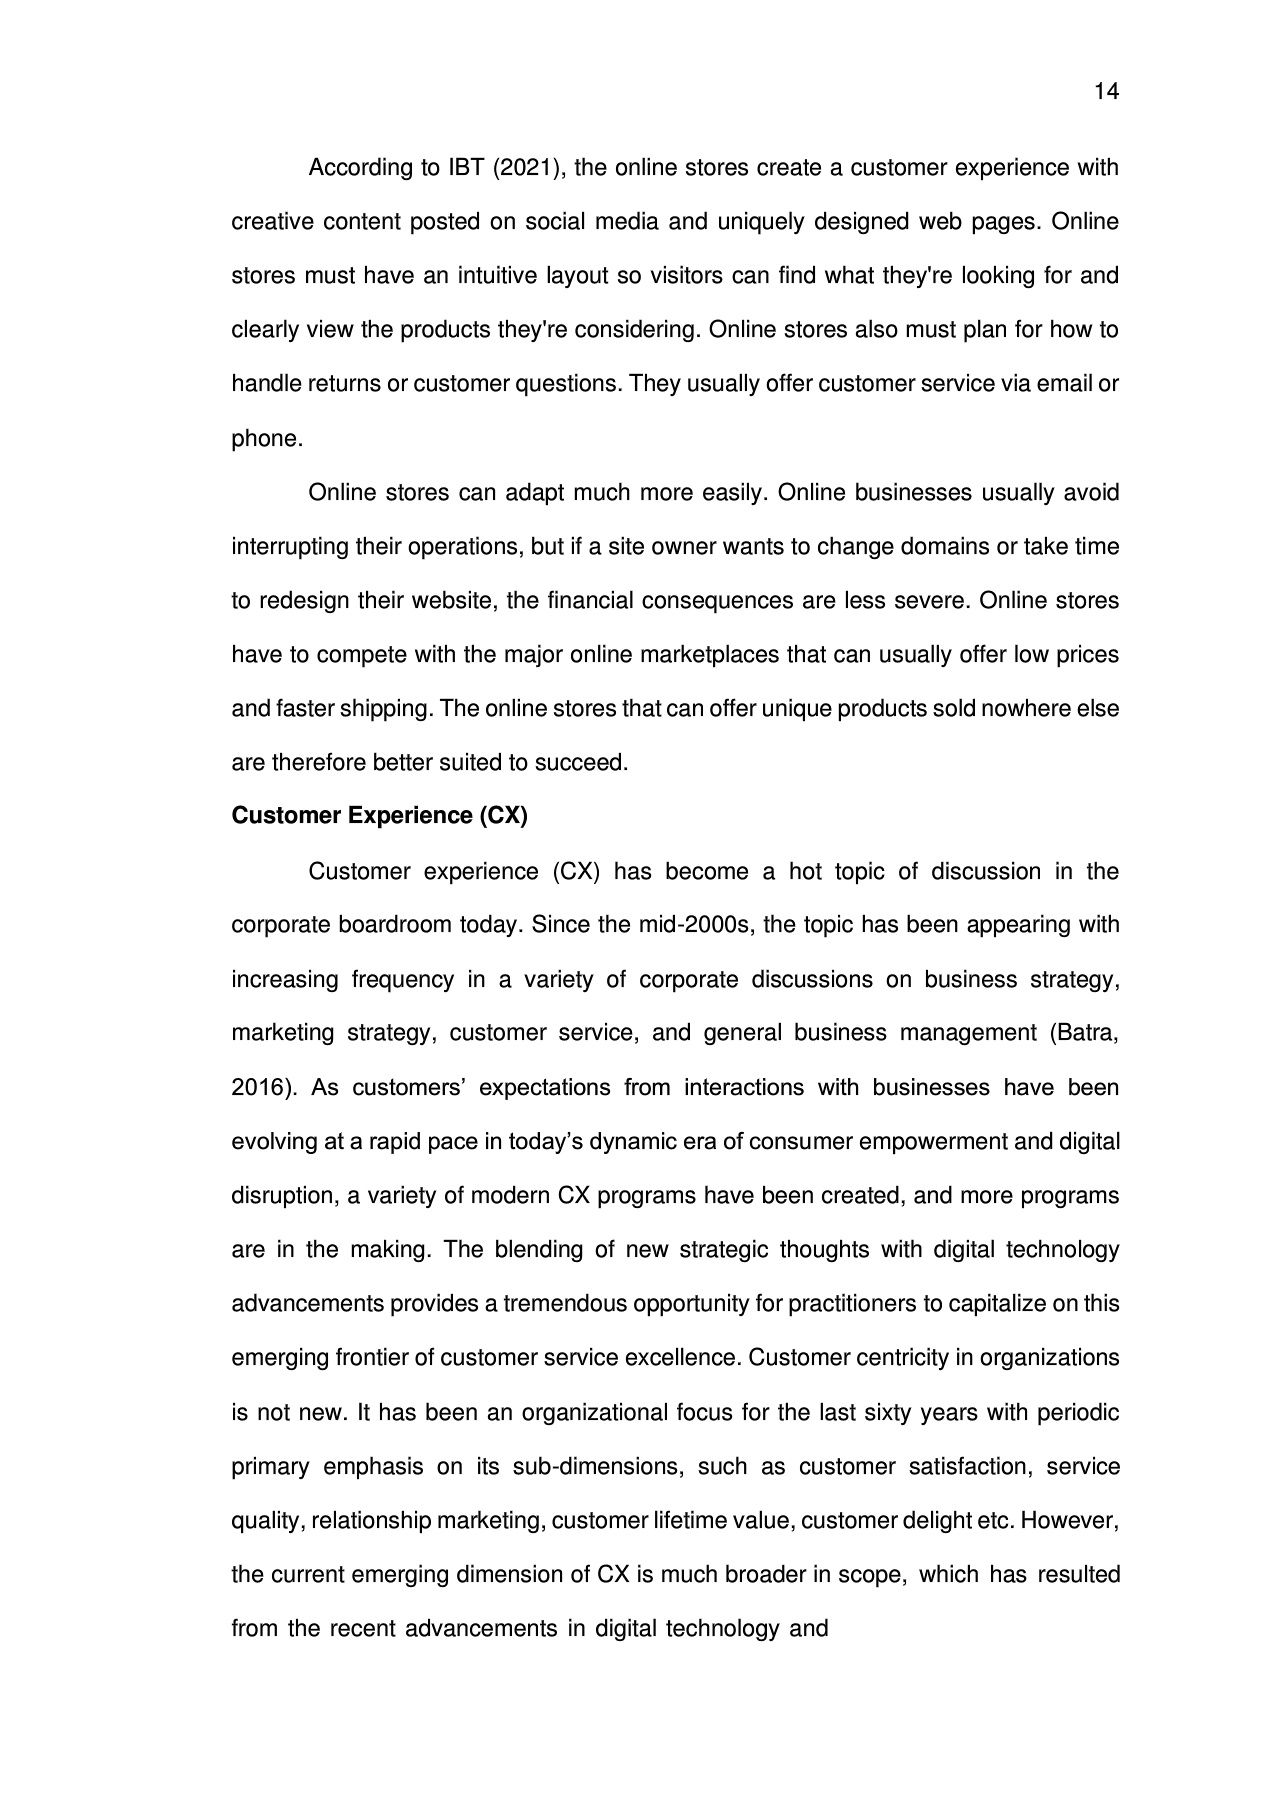 14
According to IBT (2021), the online stores create a customer experience with
creative content posted on social media and uniquely designed web pages. Online
stores must have an intuitive layout so visitors can find what they're looking for and
clearly view the products they're considering. Online stores also must plan for how to
handle returns or customer questions. They usually offer customer service via email or
phone.
Online stores can adapt much more easily. Online businesses usually avoid
interrupting their operations, but if a site owner wants to change domains or take time
to redesign their website, the financial consequences are less severe. Online stores
have to compete with the major online marketplaces that can usually offer low prices
and faster shipping. The online stores that can offer unique products sold nowhere else
are therefore better suited to succeed.
Customer Experience (CX)
Customer experience (CX) has become a hot topic of discussion in the
corporate boardroom today. Since the mid-2000s, the topic has been appearing with
increasing frequency in a variety of corporate discussions on business strategy,
marketing strategy, customer service, and general business management (Batra,
2016). As customers’ expectations from interactions with businesses have been
evolving at a rapid pace in today’s dynamic era of consumer empowerment and digital
disruption, a variety of modern CX programs have been created, and more programs
are in the making. The blending of new strategic thoughts with digital technology
advancements provides a tremendous opportunity for practitioners to capitalize on this
emerging frontier of customer service excellence. Customer centricity in organizations
is not new. It has been an organizational focus for the last sixty years with periodic
primary emphasis on its sub-dimensions, such as customer satisfaction, service
quality, relationship marketing, customer lifetime value, customer delight etc. However,
the current emerging dimension of CX is much broader in scope, which has resulted
from the recent advancements in digital technology and